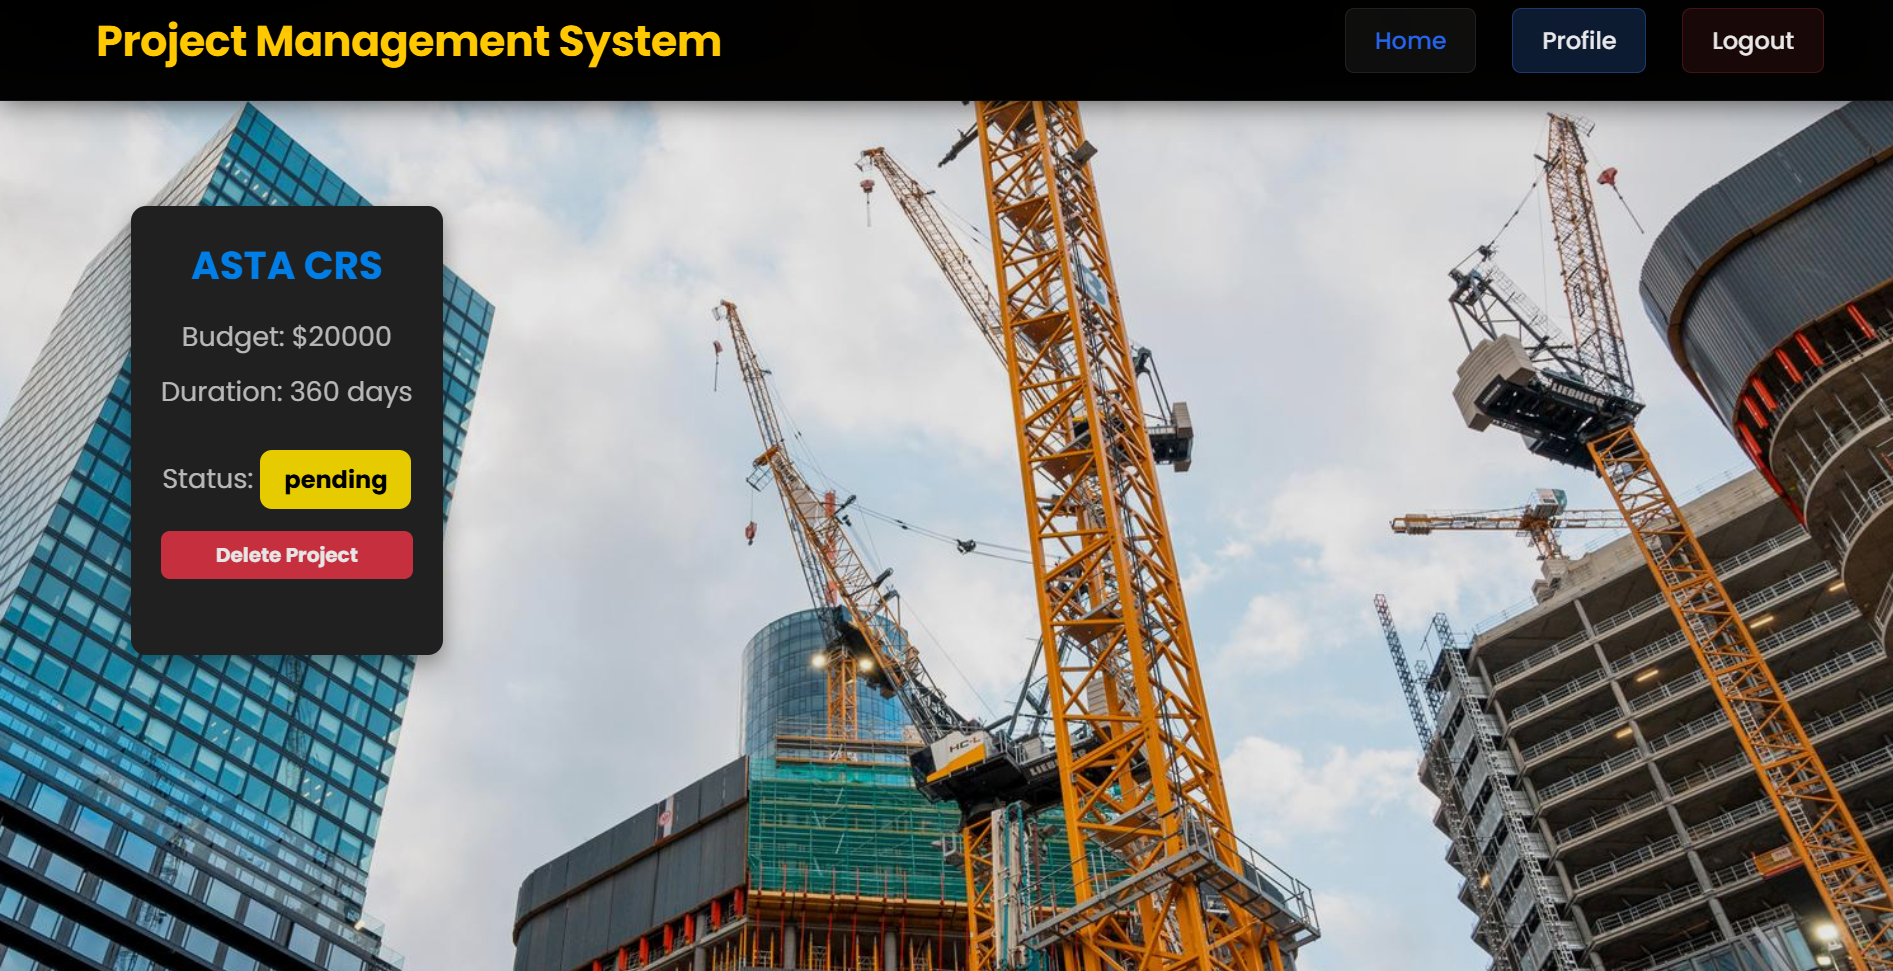 Project Management System
Home
Profile
Logout
ASTA CRS
Budget: $20000
Duration: 360 days
Status: pending
Delete Project
LIEBHERR
HC-L